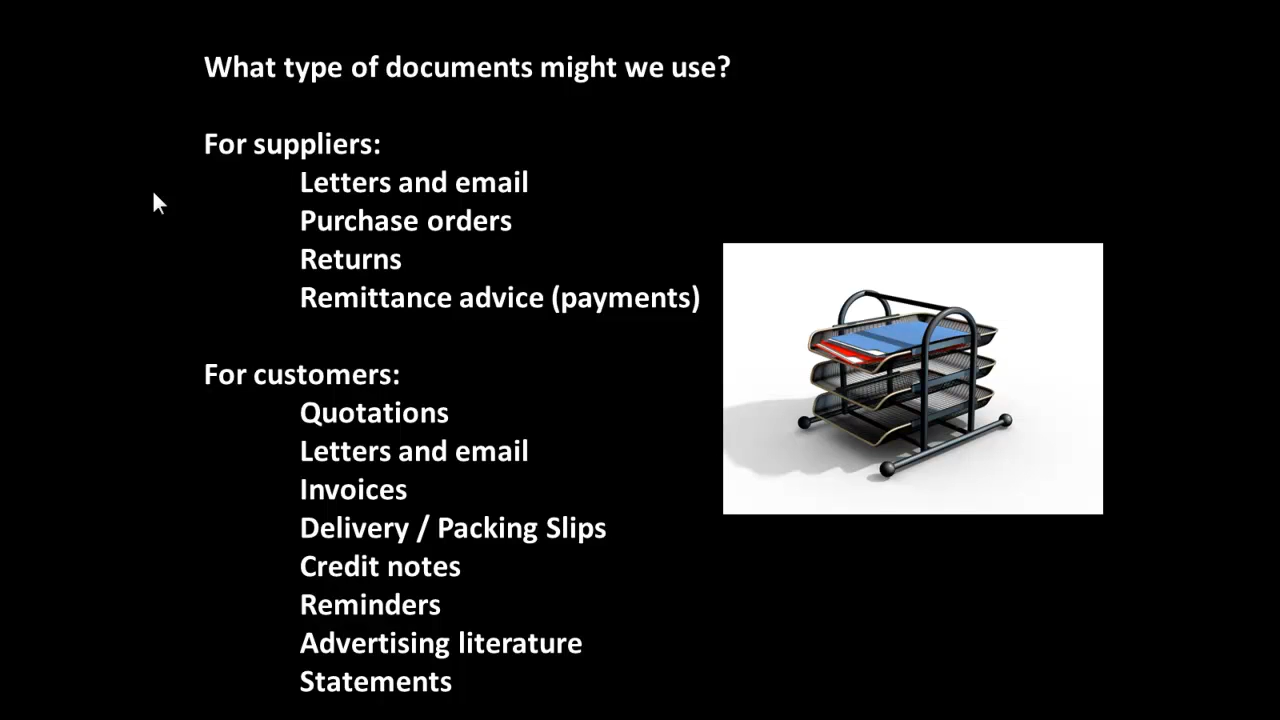 What type of documents might we use?
For suppliers:
Letters and email
Purchase orders
Returns
Remittance advice (payments)
For customers:
Quotations
Letters and email
Invoices
Delivery / Packing Slips
Credit notes
Reminders
Advertising literature
Statements